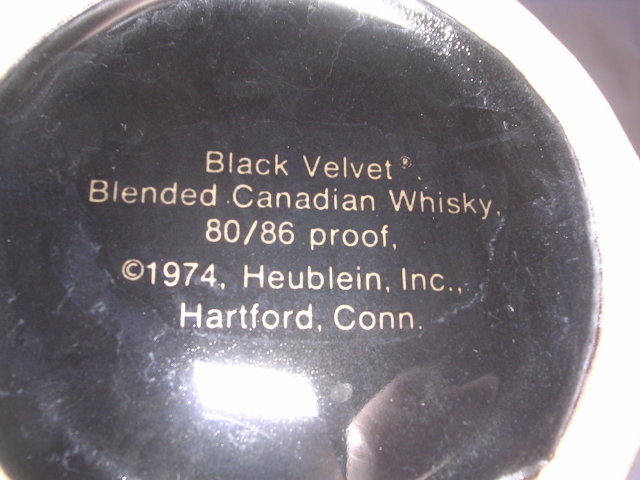 Black Velvet®.
Blended Canadian Whisky,
80/86 proof,
©1974, Heublein, Inc.,
Hartford, Conn.